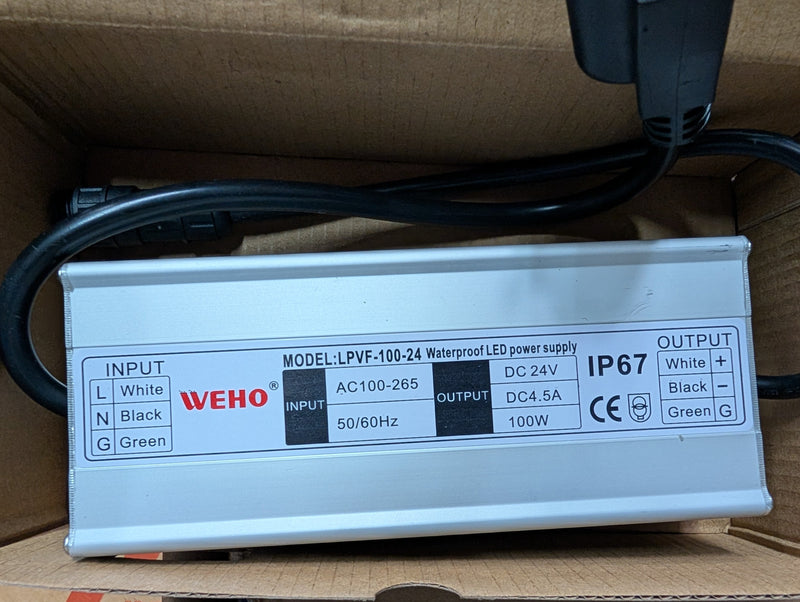 MODEL:LPVF-100-24 Waterproof LED power supply
INPUT
L White
N Black
G Green
WEHO®
INPUT
AC100-265
50/60Hz
OUTPUT
DC 24V
DC4.5A
100W
IP67
CE
OUTPUT
White +
Black −
Green G